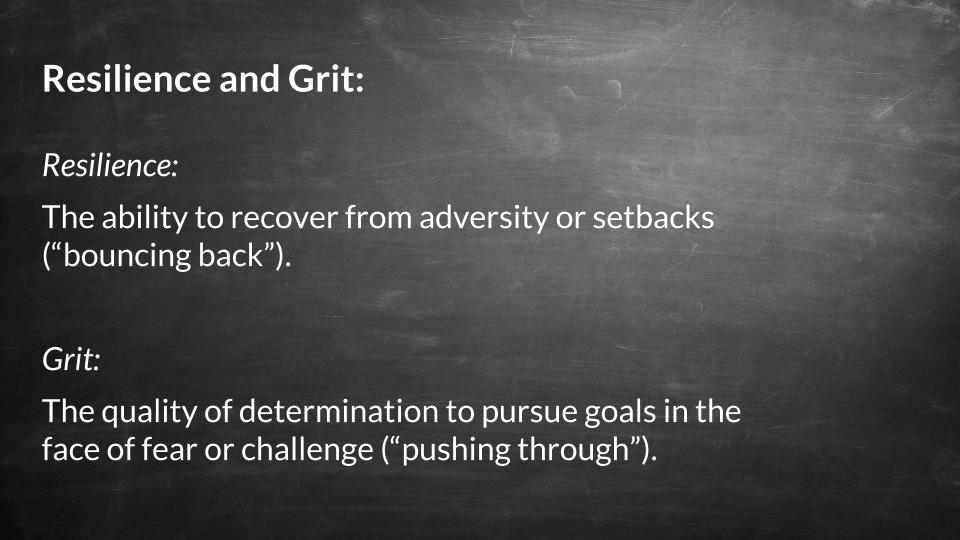 Resilience and Grit:
Resilience:
The ability to recover from adversity or setbacks
(“bouncing back”).
Grit:
The quality of determination to pursue goals in the
face of fear or challenge (“pushing through”).